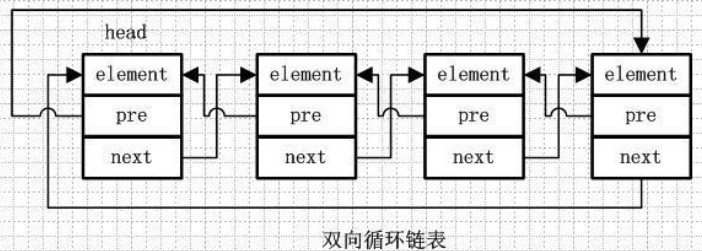 head
element element element element
pre pre pre pre
next next next next
双向循环链表